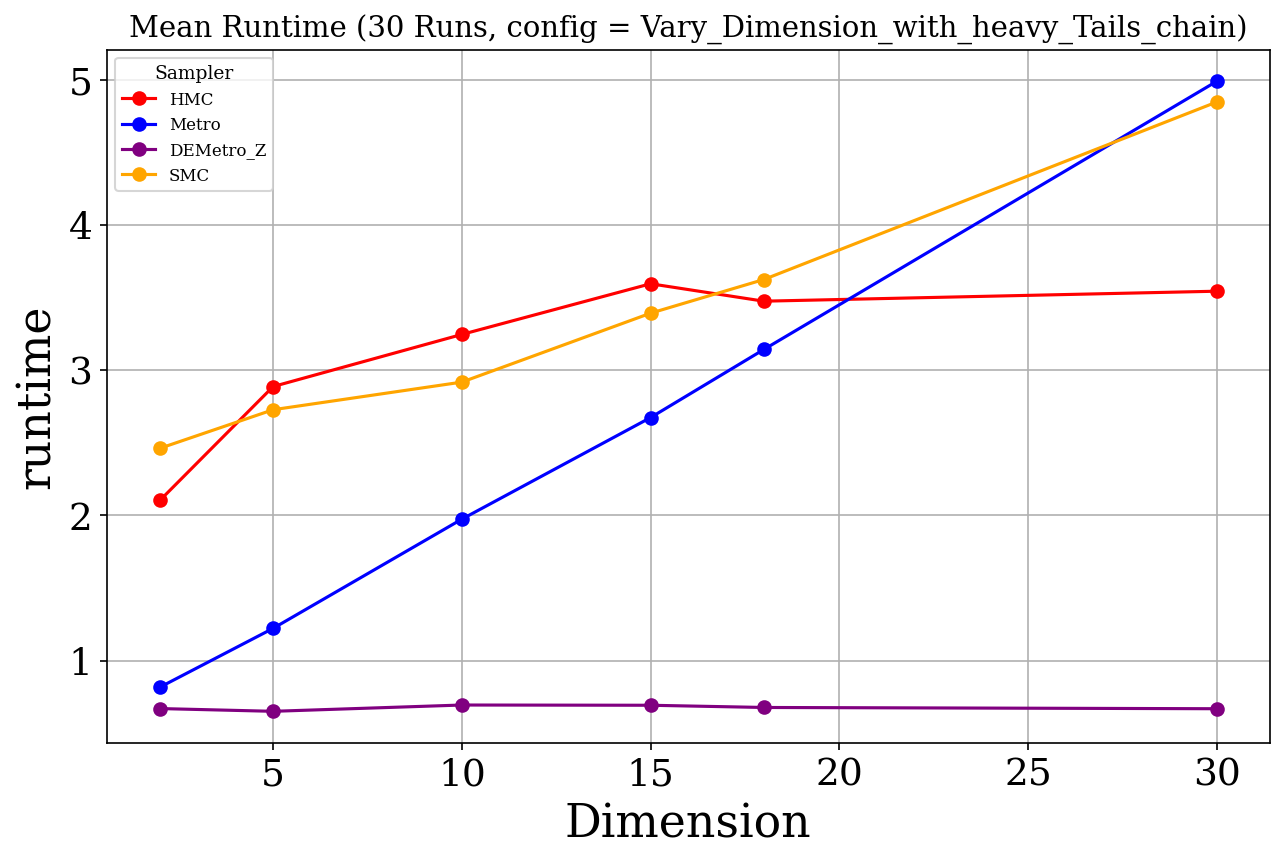 Mean Runtime (30 Runs, config = Vary_Dimension_with_heavy_Tails_chain)
Sampler
HMC
Metro
DEMetro_Z
SMC
5
4
3
2
1
runtime
5 10 15 20 25 30
Dimension